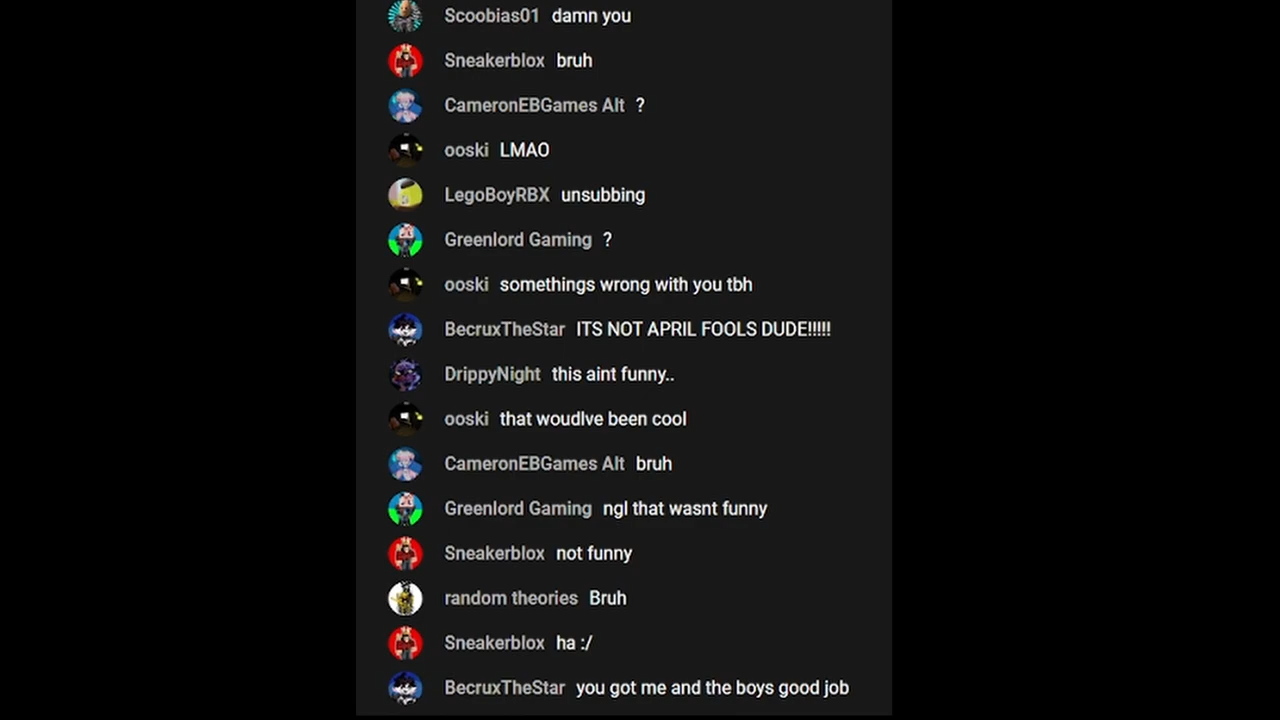 Scoobias01 damn you
Sneakerblox bruh
CameronEBGames Alt ?
ooski LMAO
LegoBoyRBX unsubbing
Greenlord Gaming ?
ooski somethings wrong with you tbh
BecruxTheStar ITS NOT APRIL FOOLS DUDE!!!!!
DrippyNight this aint funny..
ooski that woudlve been cool
CameronEBGames Alt bruh
Greenlord Gaming ngl that wasnt funny
Sneakerblox not funny
random theories Bruh
Sneakerblox ha :/
BecruxTheStar you got me and the boys good job